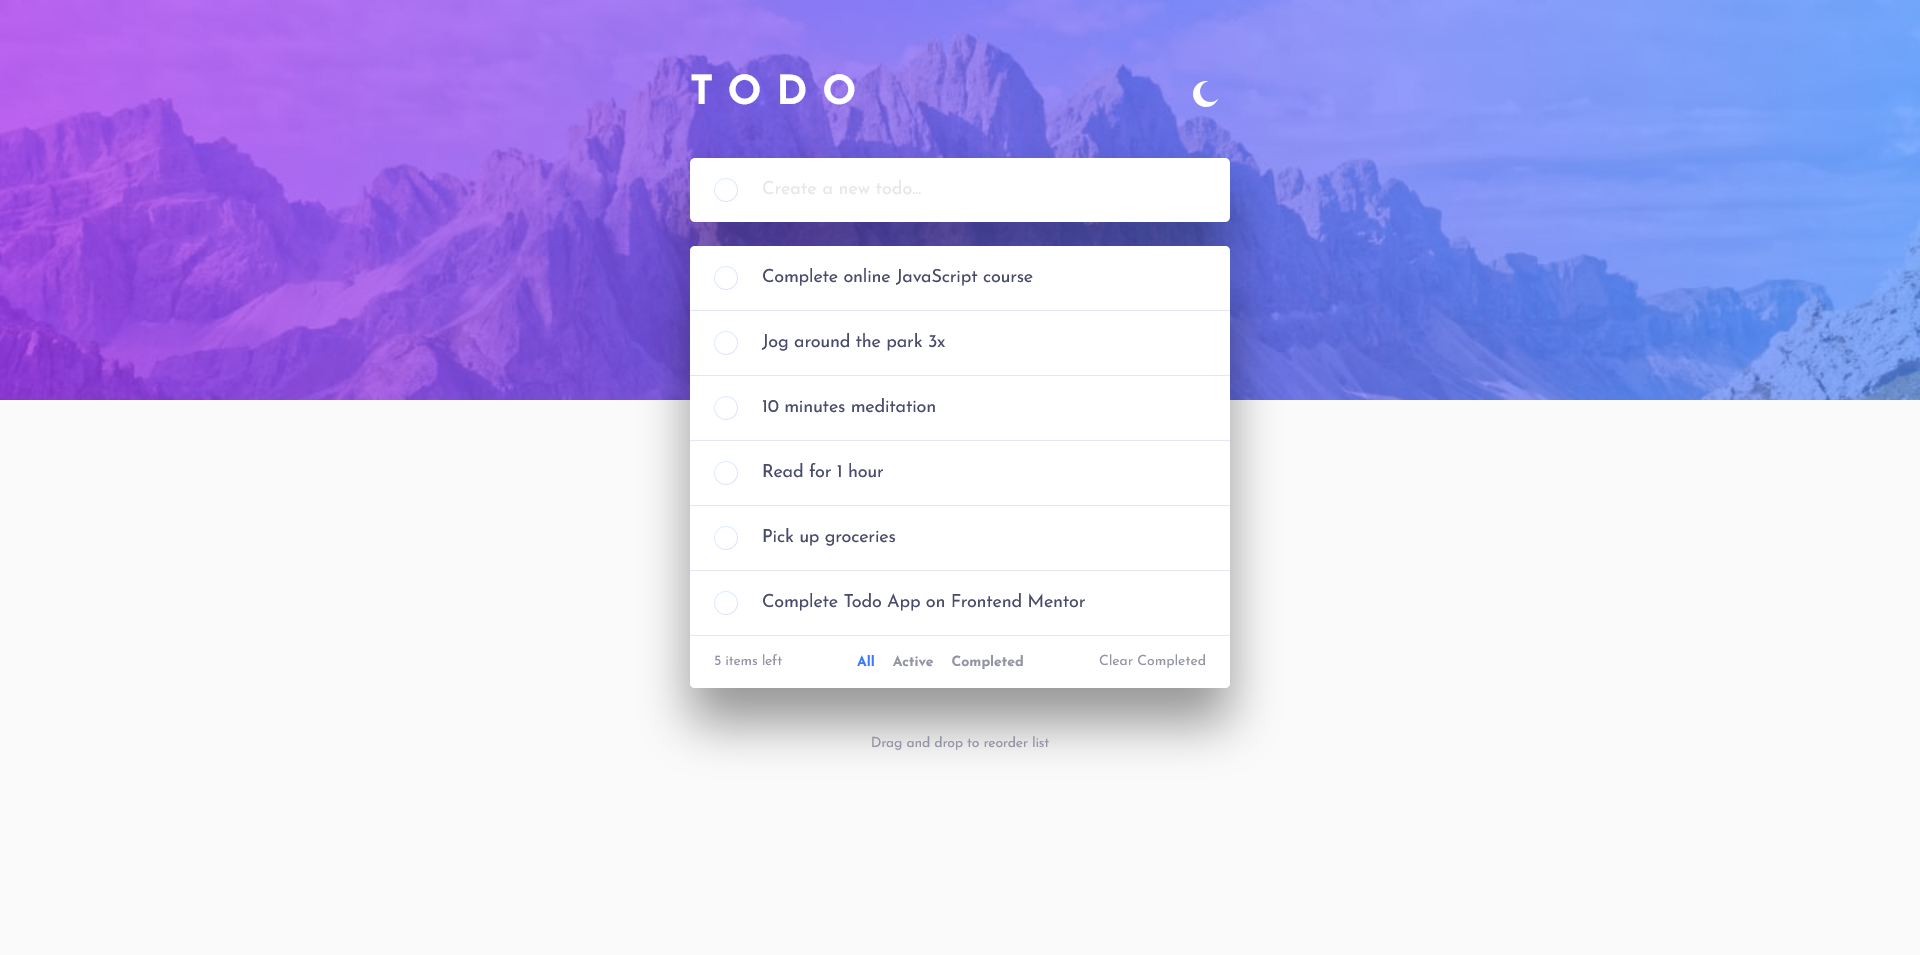 TODO
Create a new todo...
Complete online JavaScript course
Jog around the park 3x
10 minutes meditation
Read for 1 hour
Pick up groceries
Complete Todo App on Frontend Mentor
5 items left All Active Completed Clear Completed
Drag and drop to reorder list